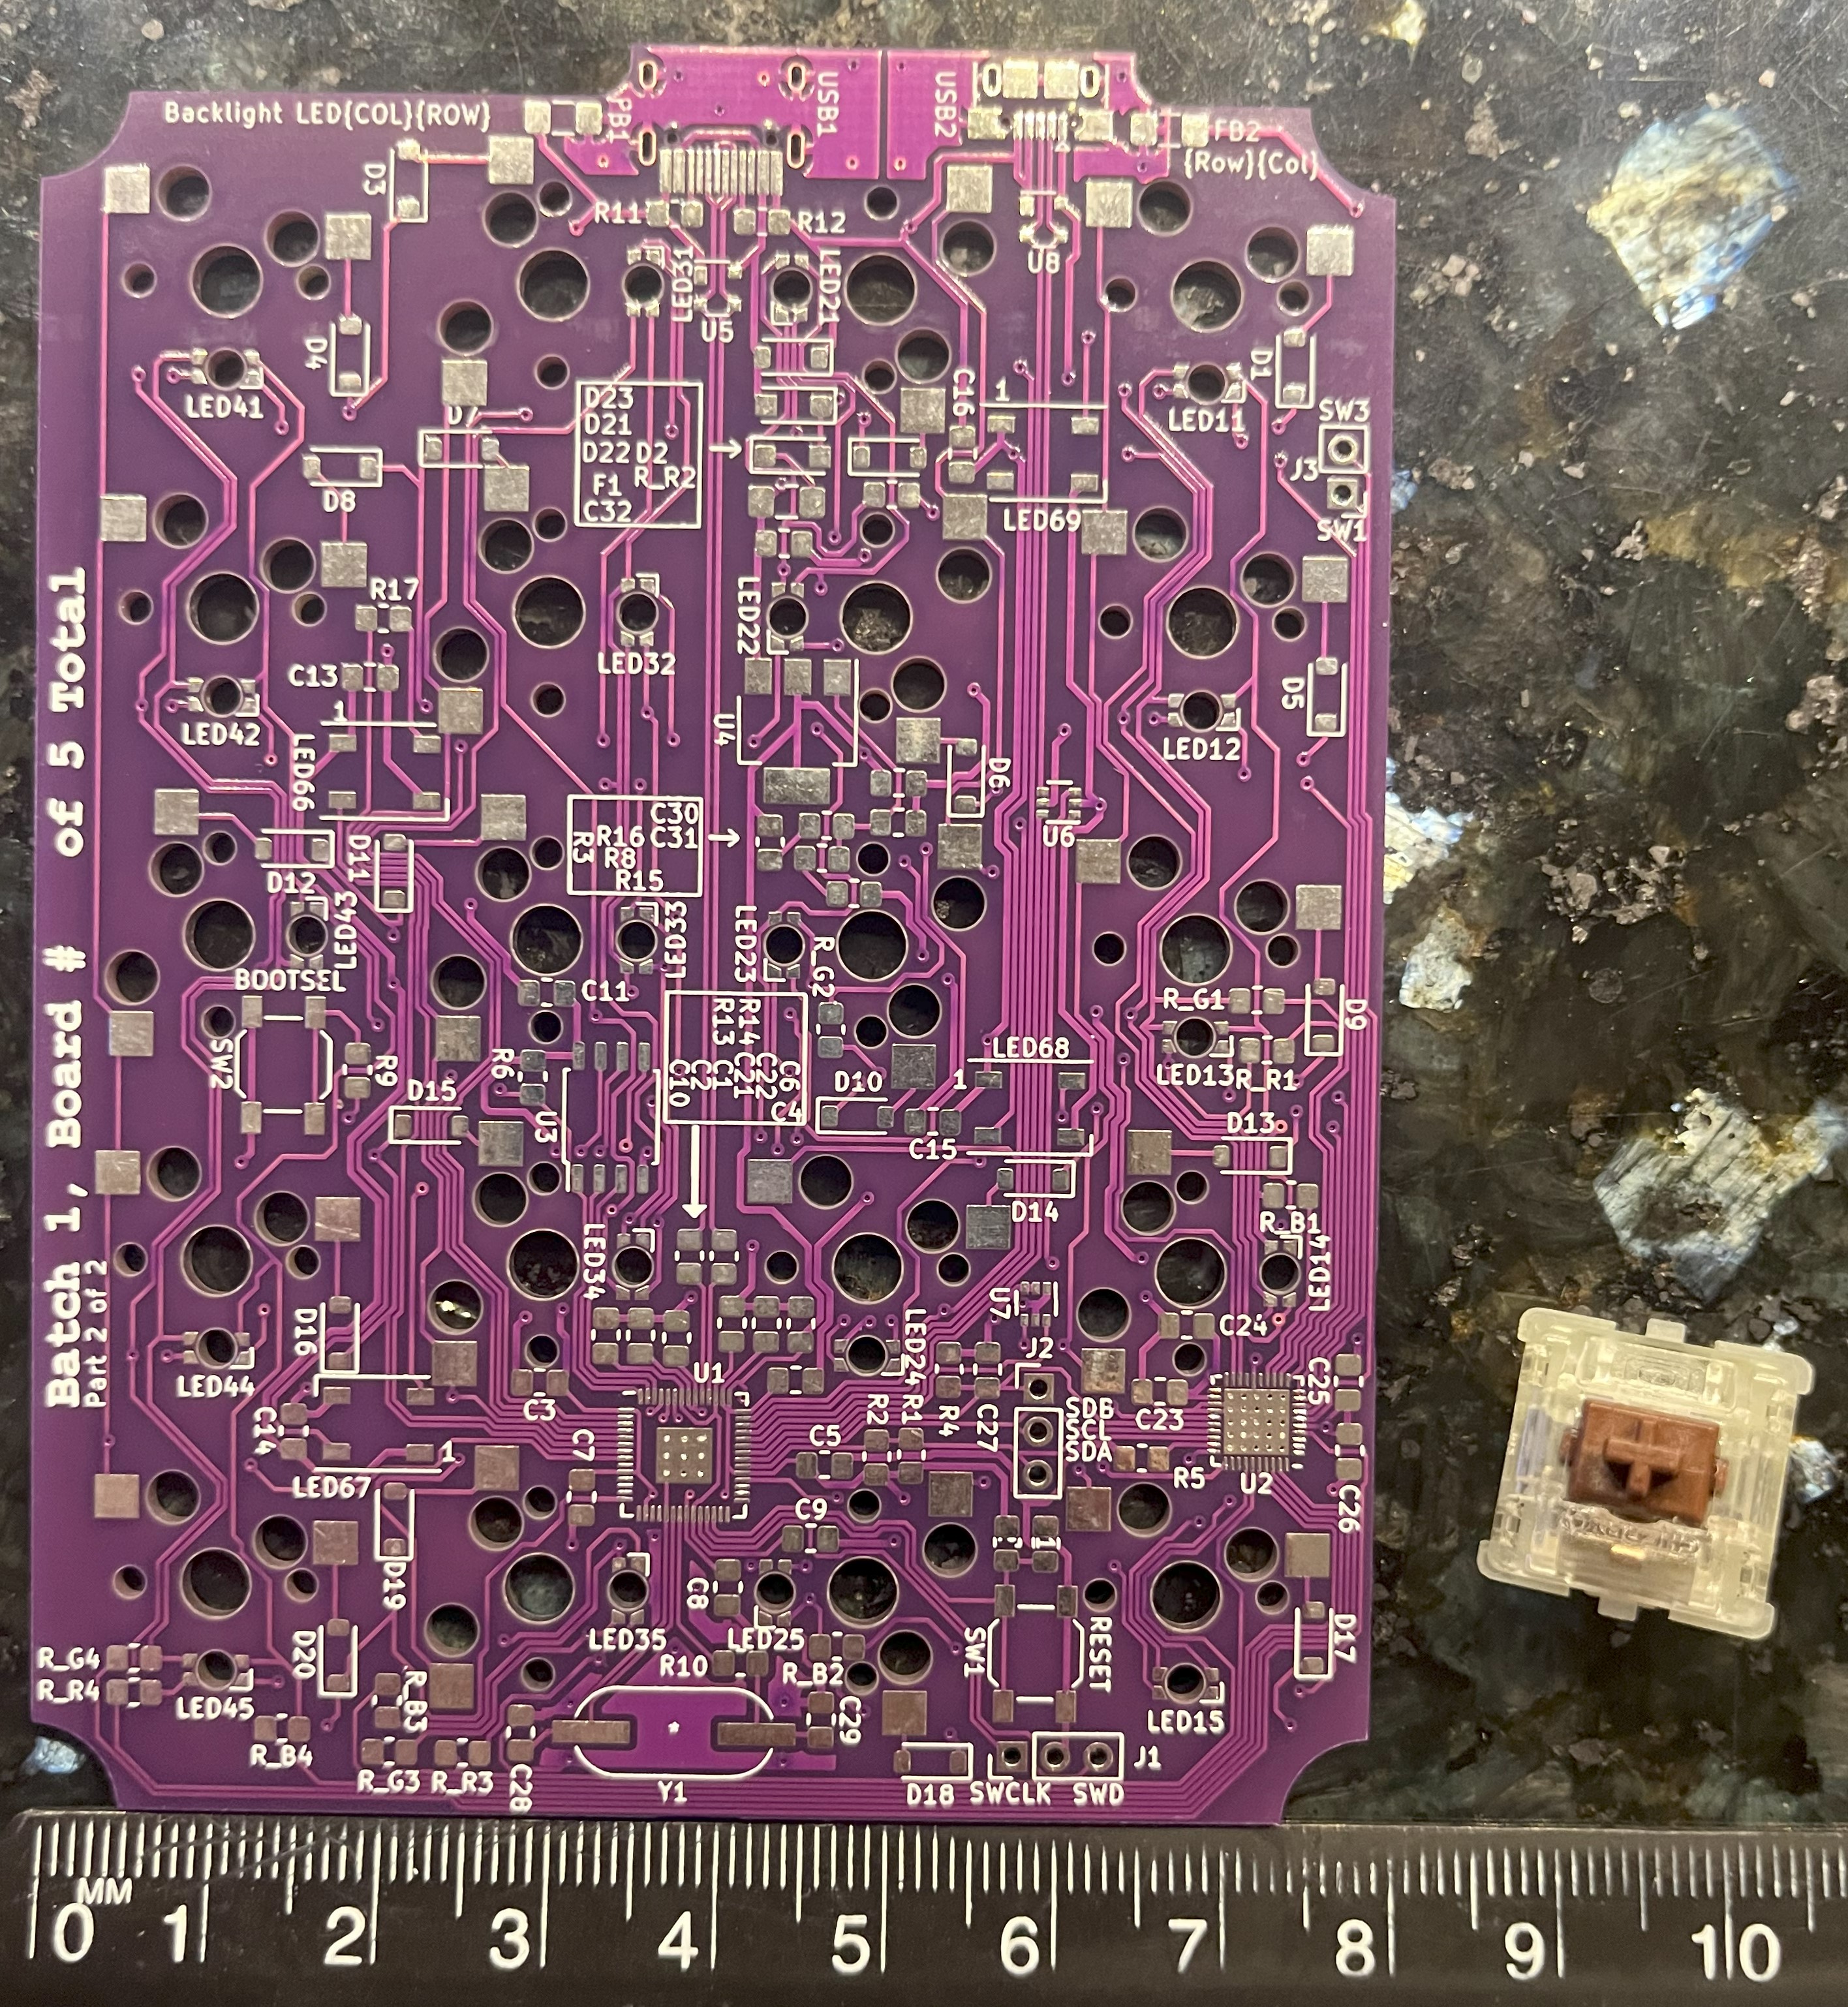 Backlight LED{COL}{ROW}
FB1
USB1
USB2
FB2
{Row}{Col}
D3
R11
R12
U8
LED31
LED21
U5
D4
D1
LED41
LED11
C16
1
SW3
D7
D23
D21
D22 D2
R_R2
F1
C32
J3
D8
LED69
SW1
Batch 1, Board # of 5 Total
Part 2 of 2
R17
LED22
C13
LED32
D5
1
LED42
U4
LED12
LED66
D6
C30
R16 C31
R3
R8
R15
U6
D11
D12
LED43
LED33
LED23
R_G2
BOOTSEL
C11
R_G1
D9
R14
R13
SW2
R9
R6
LED68
C22
C6
C21
C1
C2
C10
C4
D10
1
LED13
R_R1
D15
U3
C15
D13
D14
R_B1
LED34
LED14
D16
U7
C24
LED24
J2
LED44
U1
C3
R2
R1
R4
C27
SDB
SCL
SDA
C23
C25
C14
C7
C5
1
LED67
R5
U2
C26
C9
D19
C8
D17
R_G4
R_R4
D20
LED35
LED25
R10
R_B2
SW1
RESET
LED45
R_B3
C29
LED15
R_B4
R_G3
R_R3
C28
Y1
D18
SWCLK
SWD
J1
CHERRY
MM
0 1 2 3 4 5 6 7 8 9 10